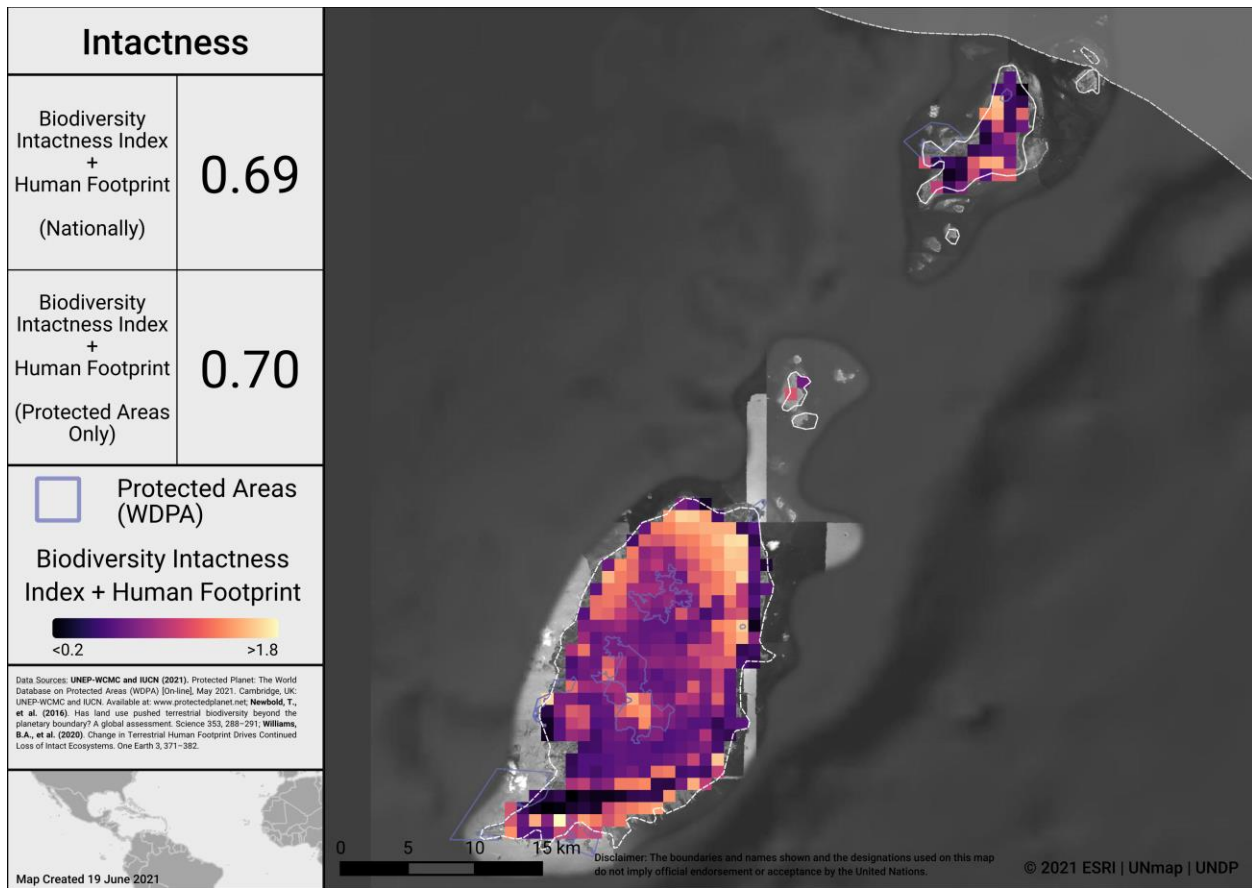 Intactness
Biodiversity
Intactness Index
+
Human Footprint
(Nationally)
0.69
Biodiversity
Intactness Index
+
Human Footprint
(Protected Areas
Only)
0.70
Protected Areas
(WDPA)
Biodiversity Intactness
Index + Human Footprint
<0.2 >1.8
Data Sources: UNEP-WCMC and IUCN (2021). Protected Planet: The World
Database on Protected Areas (WDPA) [On-line], May 2021. Cambridge, UK:
UNEP-WCMC and IUCN. Available at: www.protectedplanet.net; Newbold, T.,
et al. (2016). Has land use pushed terrestrial biodiversity beyond the
planetary boundary? A global assessment. Science 353, 288–291; Williams,
B.A., et al. (2020). Change in Terrestrial Human Footprint Drives Continued
Loss of Intact Ecosystems. One Earth 3, 371–382.
Map Created 19 June 2021
0 5 10 15 km
Disclaimer: The boundaries and names shown and the designations used on this map
do not imply official endorsement or acceptance by the United Nations.
© 2021 ESRI | UNmap | UNDP